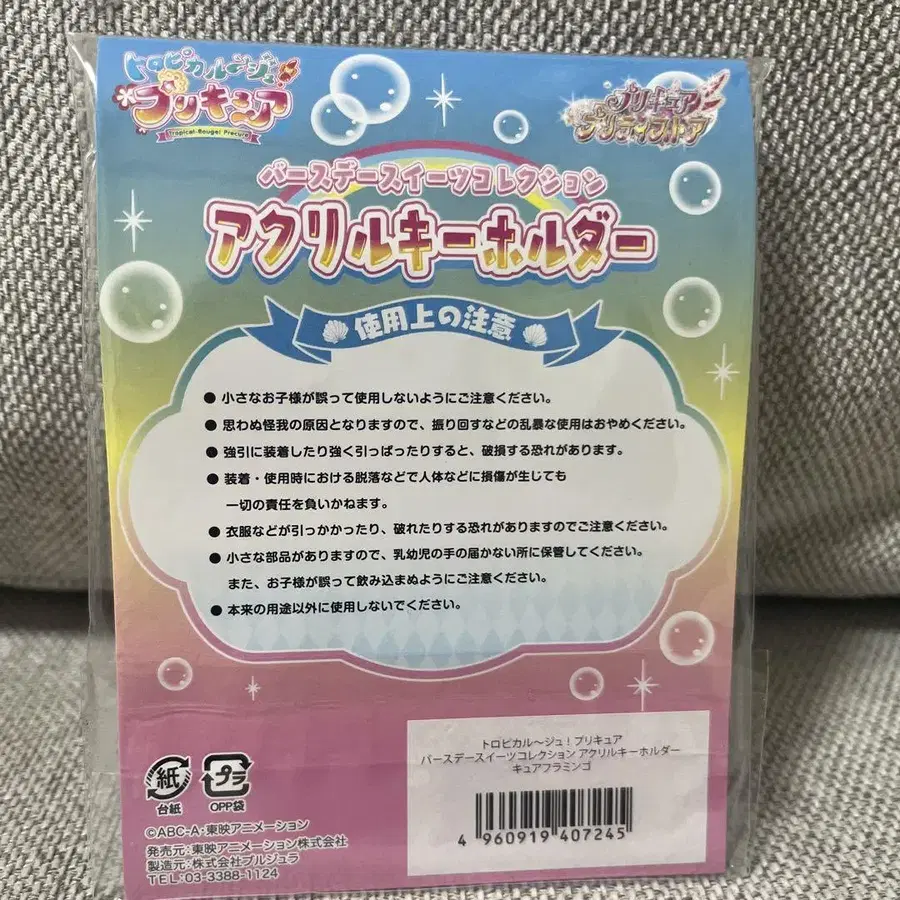 トロピカル〜ジュ!
プリキュア
Tropical-Rouge! Precure
プリキュア
プリティストア
バースデースイーツコレクション
アクリルキーホルダー
使用上の注意
● 小さなお子様が誤って使用しないようにご注意ください。
● 思わぬ怪我の原因となりますので、振り回すなどの乱暴な使用はおやめください。
● 強引に装着したり強く引っぱったりすると、破損する恐れがあります。
● 装着・使用時における脱落などで人体などに損傷が生じても
一切の責任を負いかねます。
● 衣服などが引っかかったり、破れたりする恐れがありますのでご注意ください。
● 小さな部品がありますので、乳幼児の手の届かない所に保管してください。
また、お子様が誤って飲み込まぬようにご注意ください。
● 本来の用途以外に使用しないでください。
トロピカル〜ジュ!プリキュア
バースデースイーツコレクション アクリルキーホルダー
キュアフラミンゴ
4 960919 407245
紙
台紙
プラ
OPP袋
©ABC-A・東映アニメーション
発売元:東映アニメーション株式会社
製造元:株式会社プルジュラ
TEL:03-3388-1124